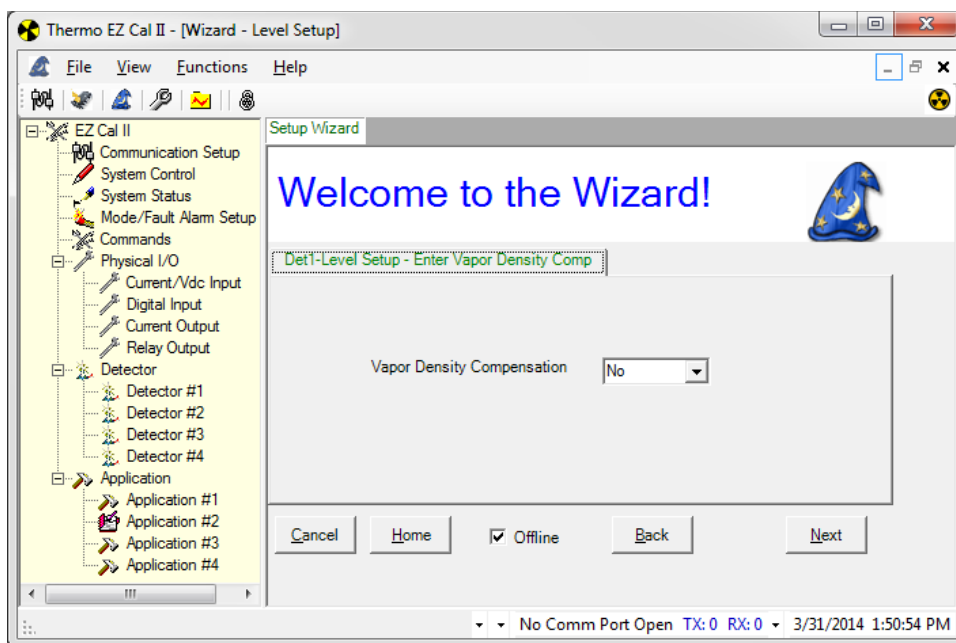 Thermo EZ Cal II - [Wizard - Level Setup]
File View Functions Help
EZ Cal II
Communication Setup
System Control
System Status
Mode/Fault Alarm Setup
Commands
Physical I/O
Current/Vdc Input
Digital Input
Current Output
Relay Output
Detector
Detector #1
Detector #2
Detector #3
Detector #4
Application
Application #1
Application #2
Application #3
Application #4
Setup Wizard
Welcome to the Wizard!
Det1-Level Setup - Enter Vapor Density Comp
Vapor Density Compensation No
Cancel Home Offline Back Next
No Comm Port Open TX: 0 RX: 0 3/31/2014 1:50:54 PM